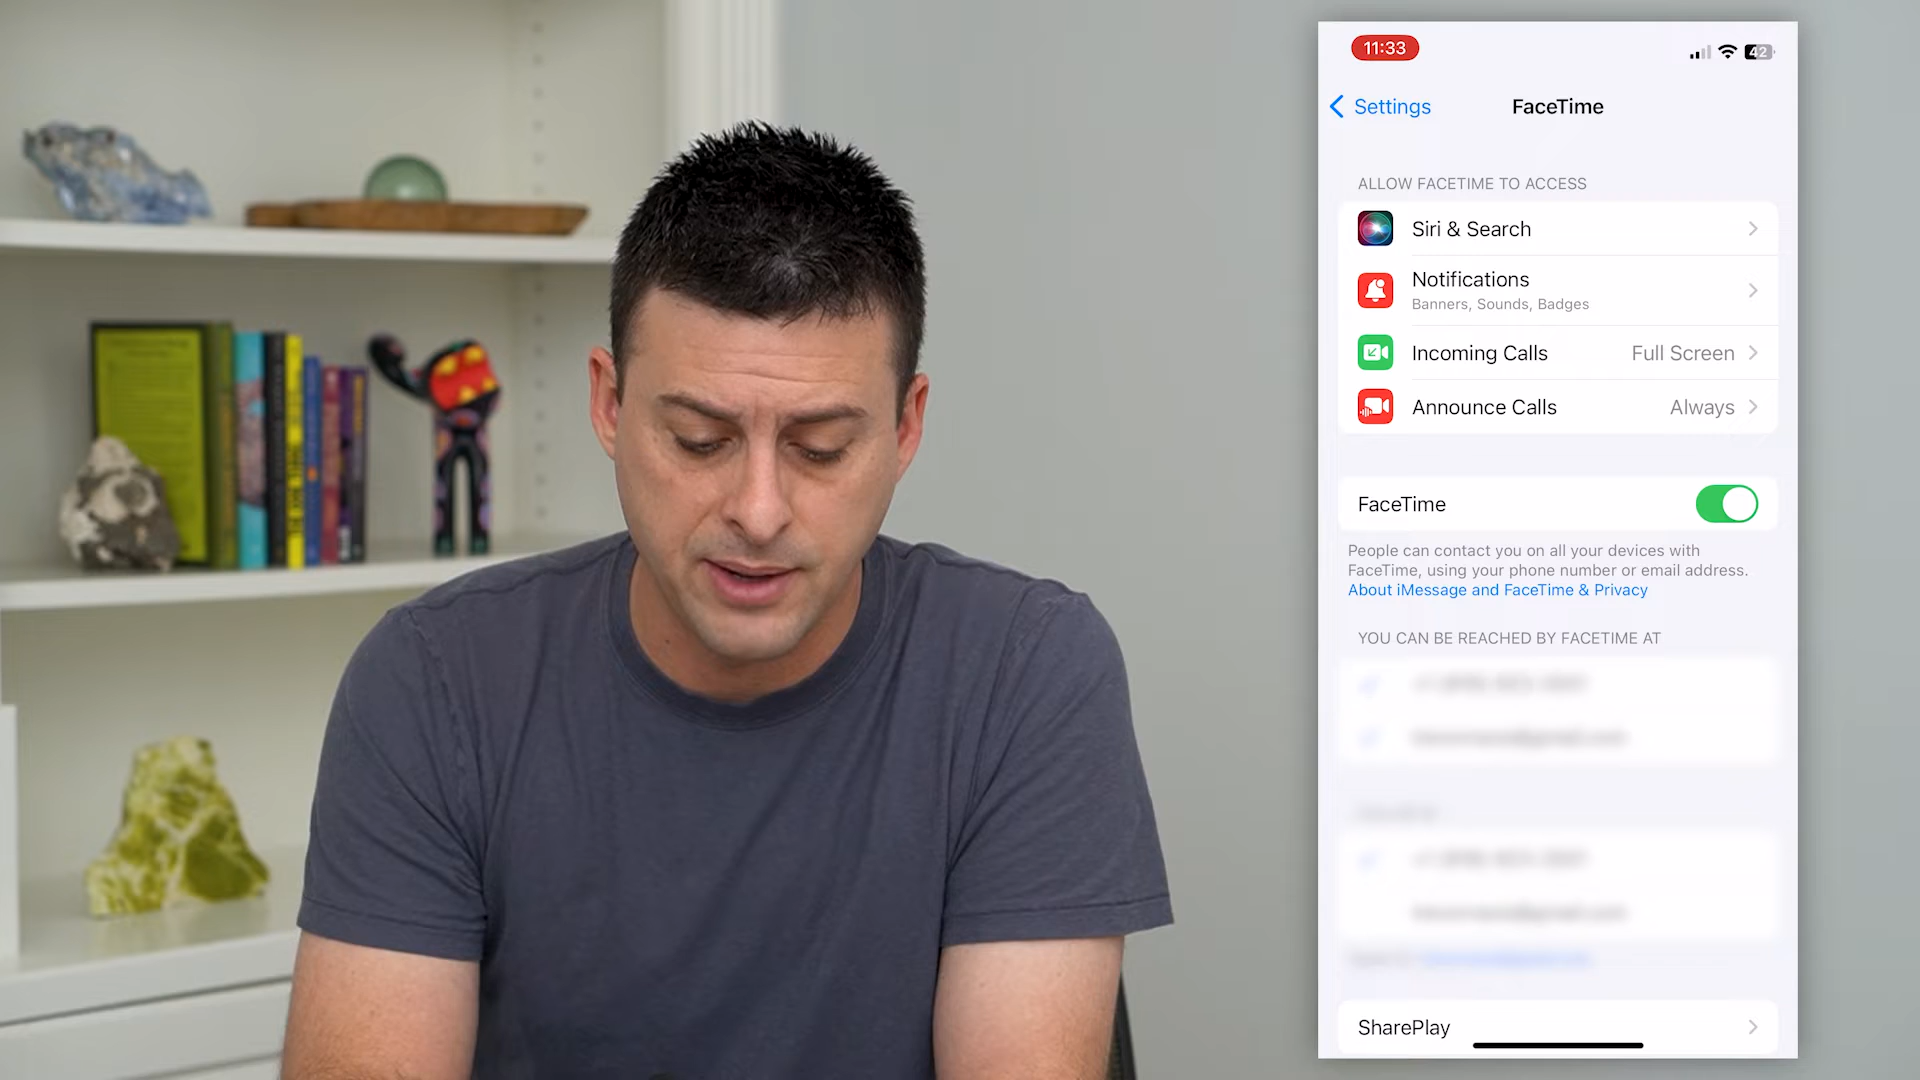 11:33
42
Settings
FaceTime
ALLOW FACETIME TO ACCESS
Siri & Search
Notifications
Banners, Sounds, Badges
Incoming Calls Full Screen
Announce Calls Always
FaceTime
People can contact you on all your devices with
FaceTime, using your phone number or email address.
About iMessage and FaceTime & Privacy
YOU CAN BE REACHED BY FACETIME AT
SharePlay